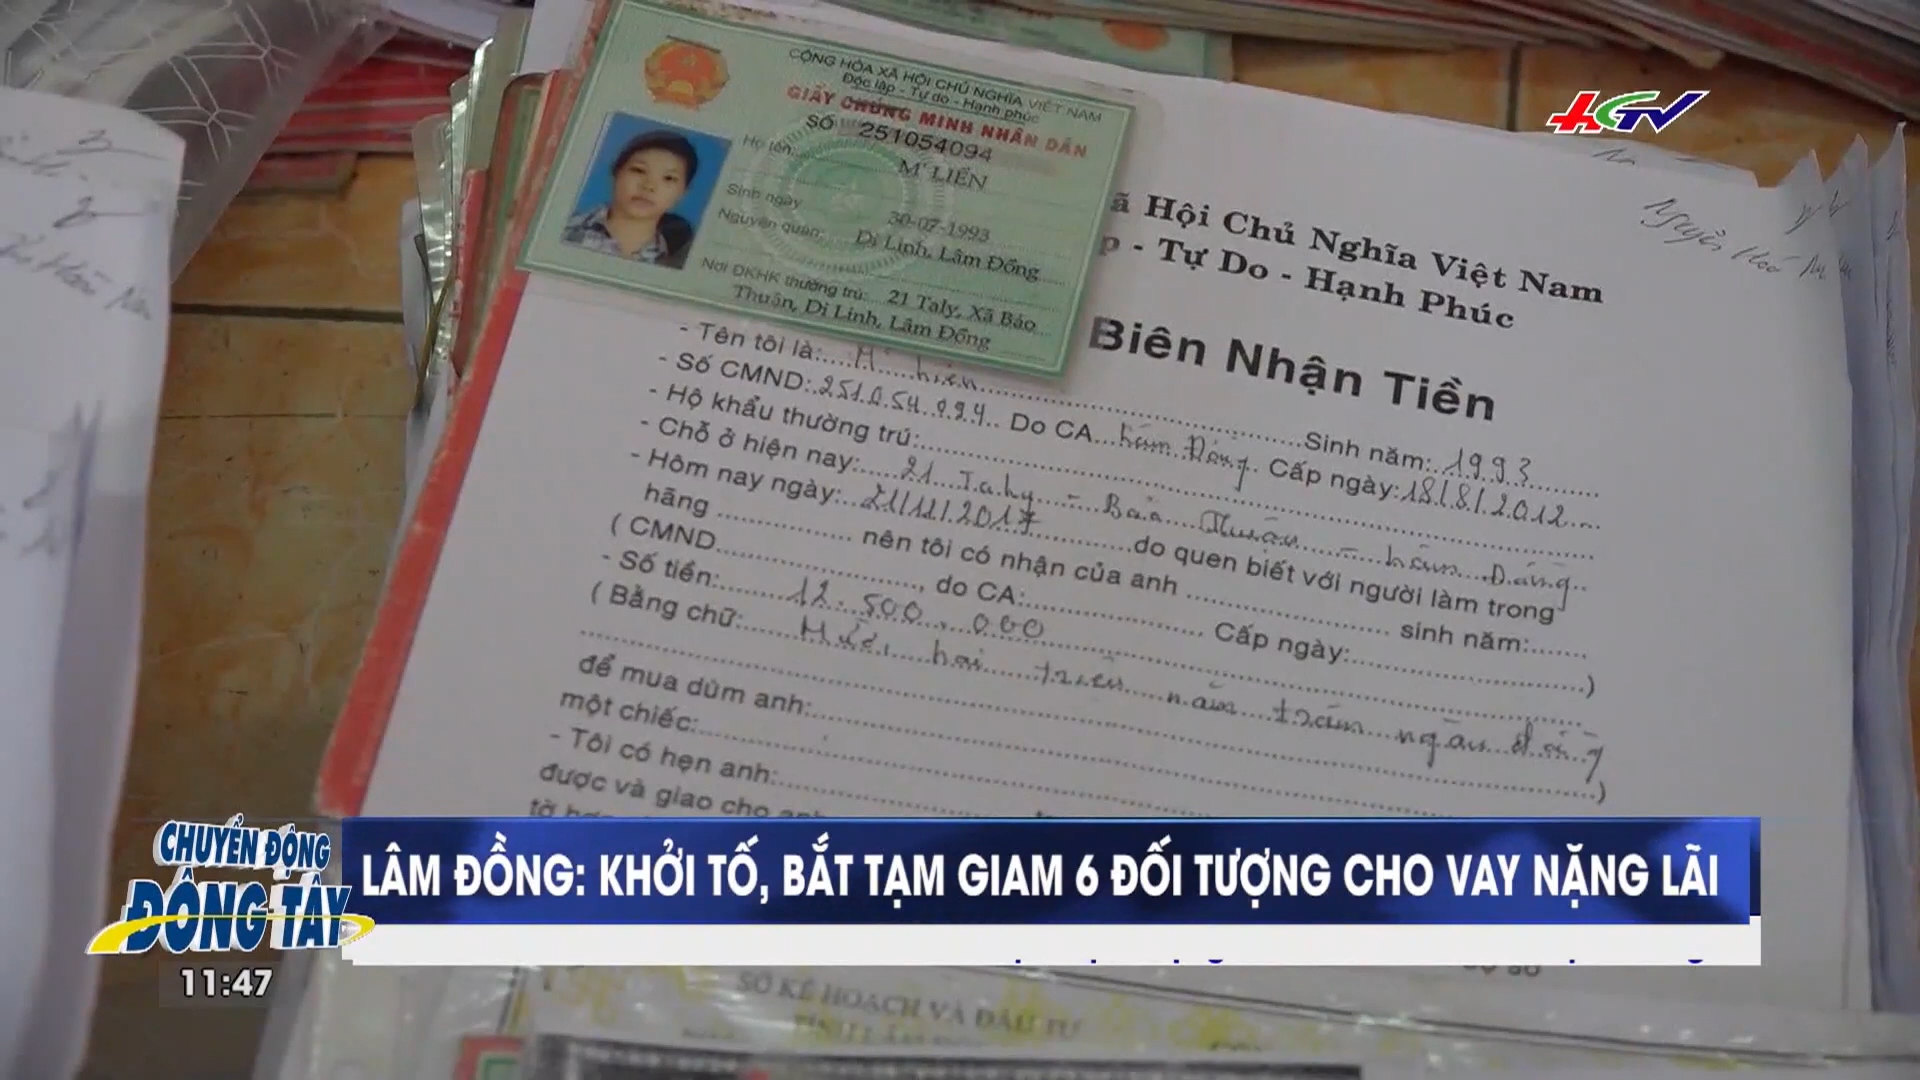 HGTV
CỘNG HÒA XÃ HỘI CHỦ NGHĨA VIỆT NAM
Độc lập - Tự do - Hạnh phúc
GIẤY CHỨNG MINH NHÂN DÂN
SỐ 251054094
Họ tên: M' LIỂN
Sinh ngày 30-07-1993
Nguyên quán: Di Linh, Lâm Đồng
Nơi ĐKHK thường trú: 21 Taly, Xã Bảo
Thuận, Di Linh, Lâm Đồng
ã Hội Chủ Nghĩa Việt Nam
p - Tự Do - Hạnh Phúc
Biên Nhận Tiền
- Tên tôi là: Sinh năm: 1993
- Số CMND: 251.054.094 Do CA Lâm Đồng Cấp ngày: 18/8/2012
- Hộ khẩu thường trú:
- Chỗ ở hiện nay: 21 Taly - Bảo Thuận - Lâm Đồng
- Hôm nay ngày: 21/11/2017 do quen biết với người làm trong
hãng nên tôi có nhận của anh sinh năm:
( CMND , do CA: Cấp ngày: )
- Số tiền: 12.500.000
( Bằng chữ: Mười hai triệu năm trăm ngàn đồng )
để mua dùm anh:
một chiếc:
- Tôi có hẹn anh:
được và giao cho anh
CHUYỂN ĐỘNG
ĐÔNG TÂY
LÂM ĐỒNG: KHỞI TỐ, BẮT TẠM GIAM 6 ĐỐI TƯỢNG CHO VAY NẶNG LÃI
11:47
SỞ KẾ HOẠCH VÀ ĐẦU TƯ